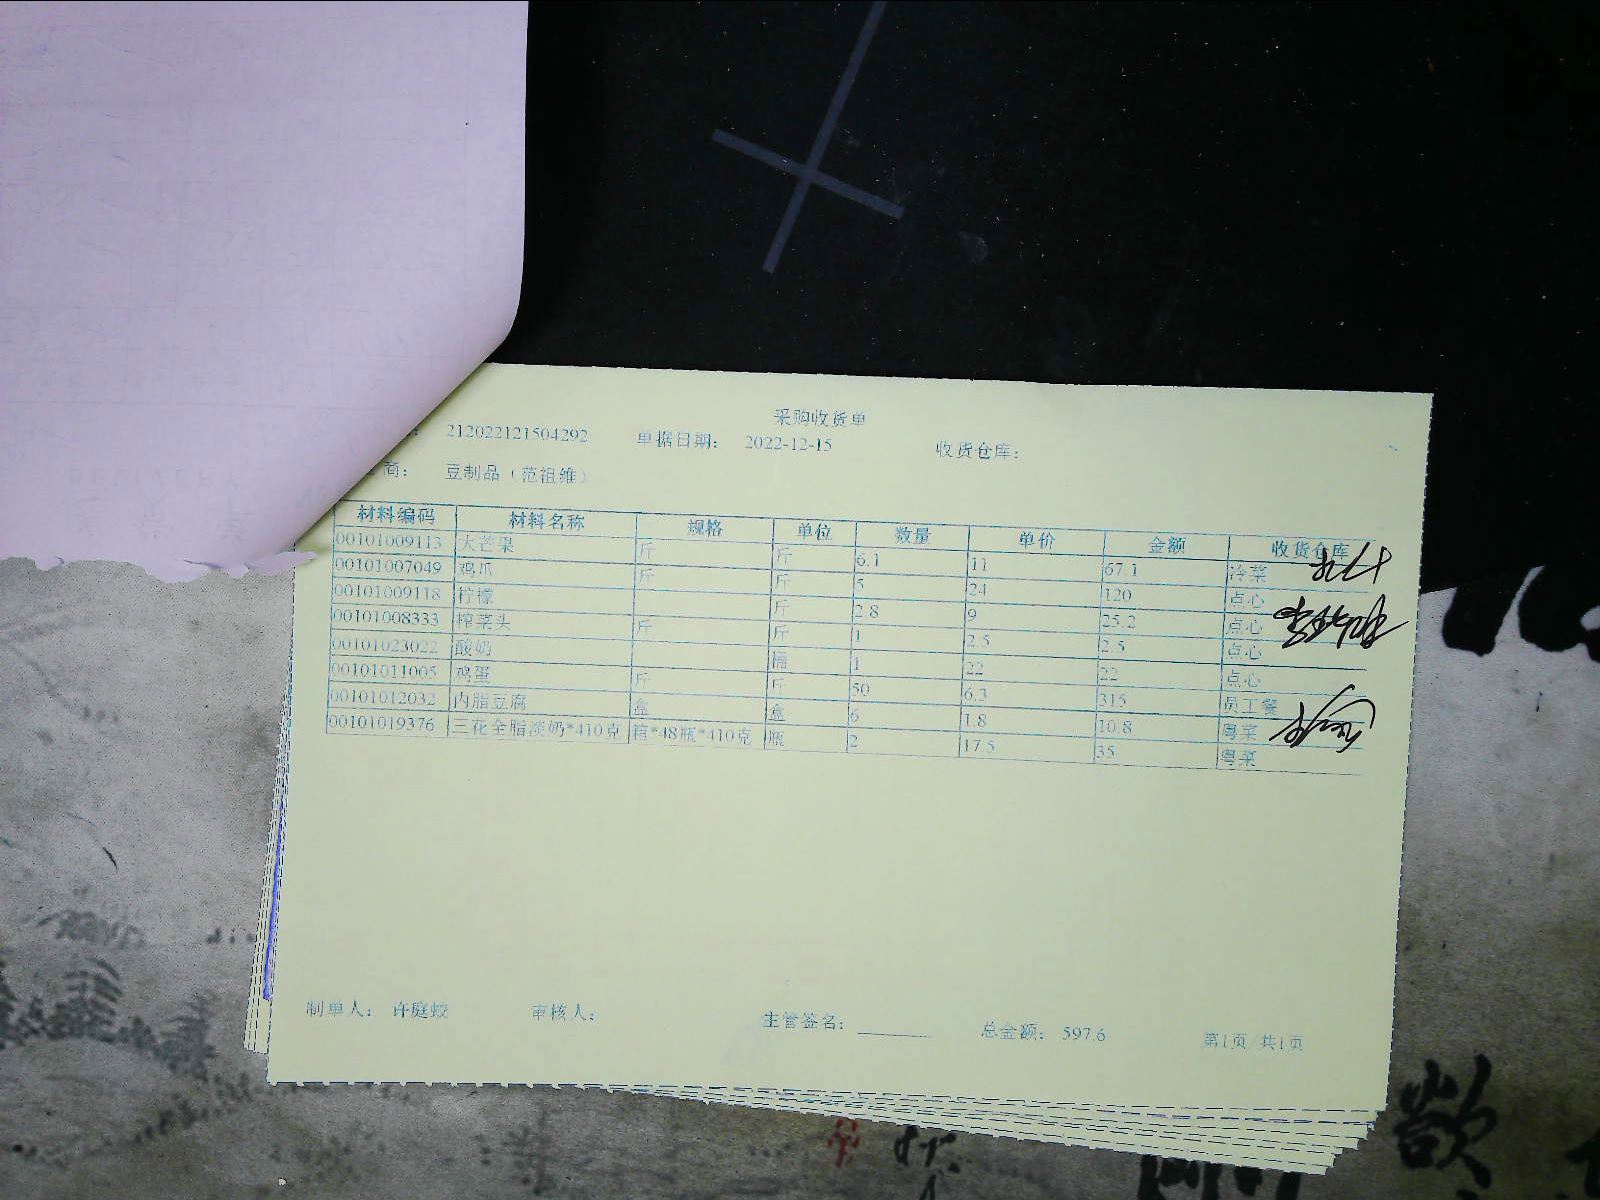 采购收货单
212022121504292 单据日期： 2022-12-15 收货仓库：
商： 豆制品（范祖维）
材料编码 材料名称 规格 单位 数量 单价 金额 收货仓库
00101009113 大芒果 斤 斤 6.1 11 67.1 冷菜
00101007049 鸡爪 斤 斤 5 24 120 点心
00101009118 柠檬 斤 2.8 9 25.2 点心
00101008333 榨菜头 斤 斤 1 2.5 2.5 点心
00101023022 酸奶 桶 1 22 22 点心
00101011005 鸡蛋 斤 斤 50 6.3 315 员工餐
00101012032 内脂豆腐 盒 盒 6 1.8 10.8 粤菜
00101019376 三花全脂淡奶*410克 箱*48瓶*410克 瓶 2 17.5 35 粤菜
制单人： 许庭蛟 审核人： 主管签名： 总金额： 597.6 第1页/共1页